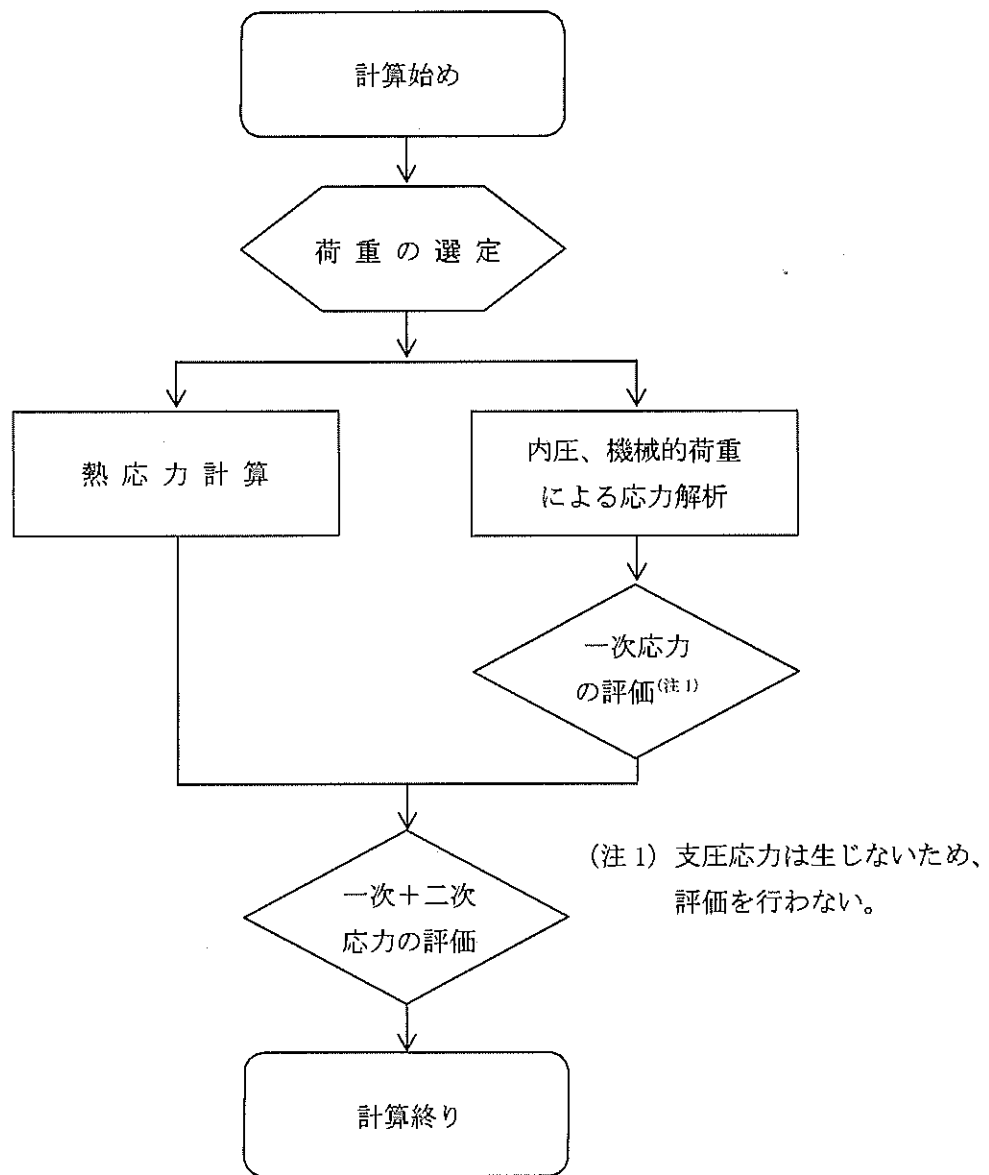 計算始め
荷重の選定
熱応力計算
内圧、機械的荷重
による応力解析
一次応力
の評価(注1)
(注1) 支圧応力は生じないため、
評価を行わない。
一次+二次
応力の評価
計算終り